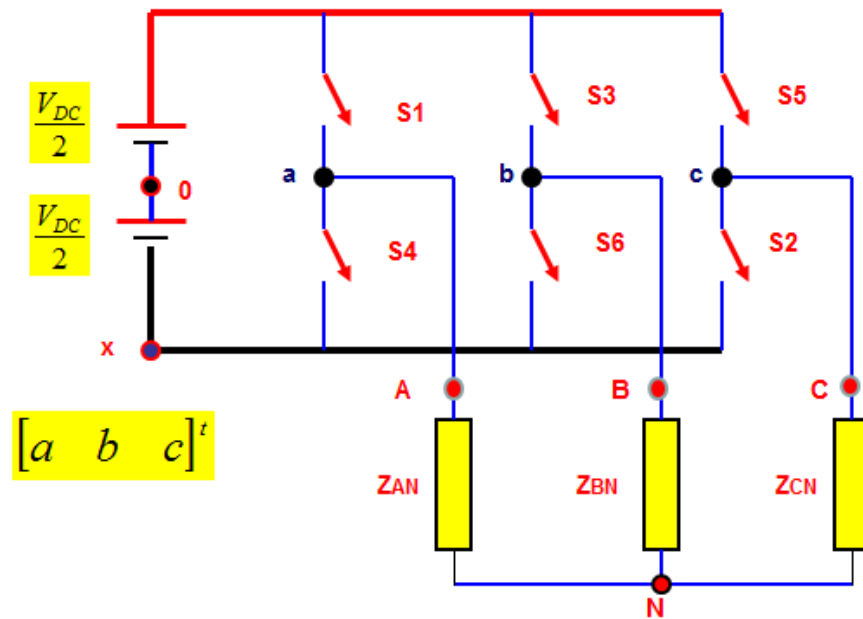 S1
S3
S5
V_DC/2
0
a
b
c
V_DC/2
S4
S6
S2
x
A
B
C
[a b c]^t
ZAN
ZBN
ZCN
N